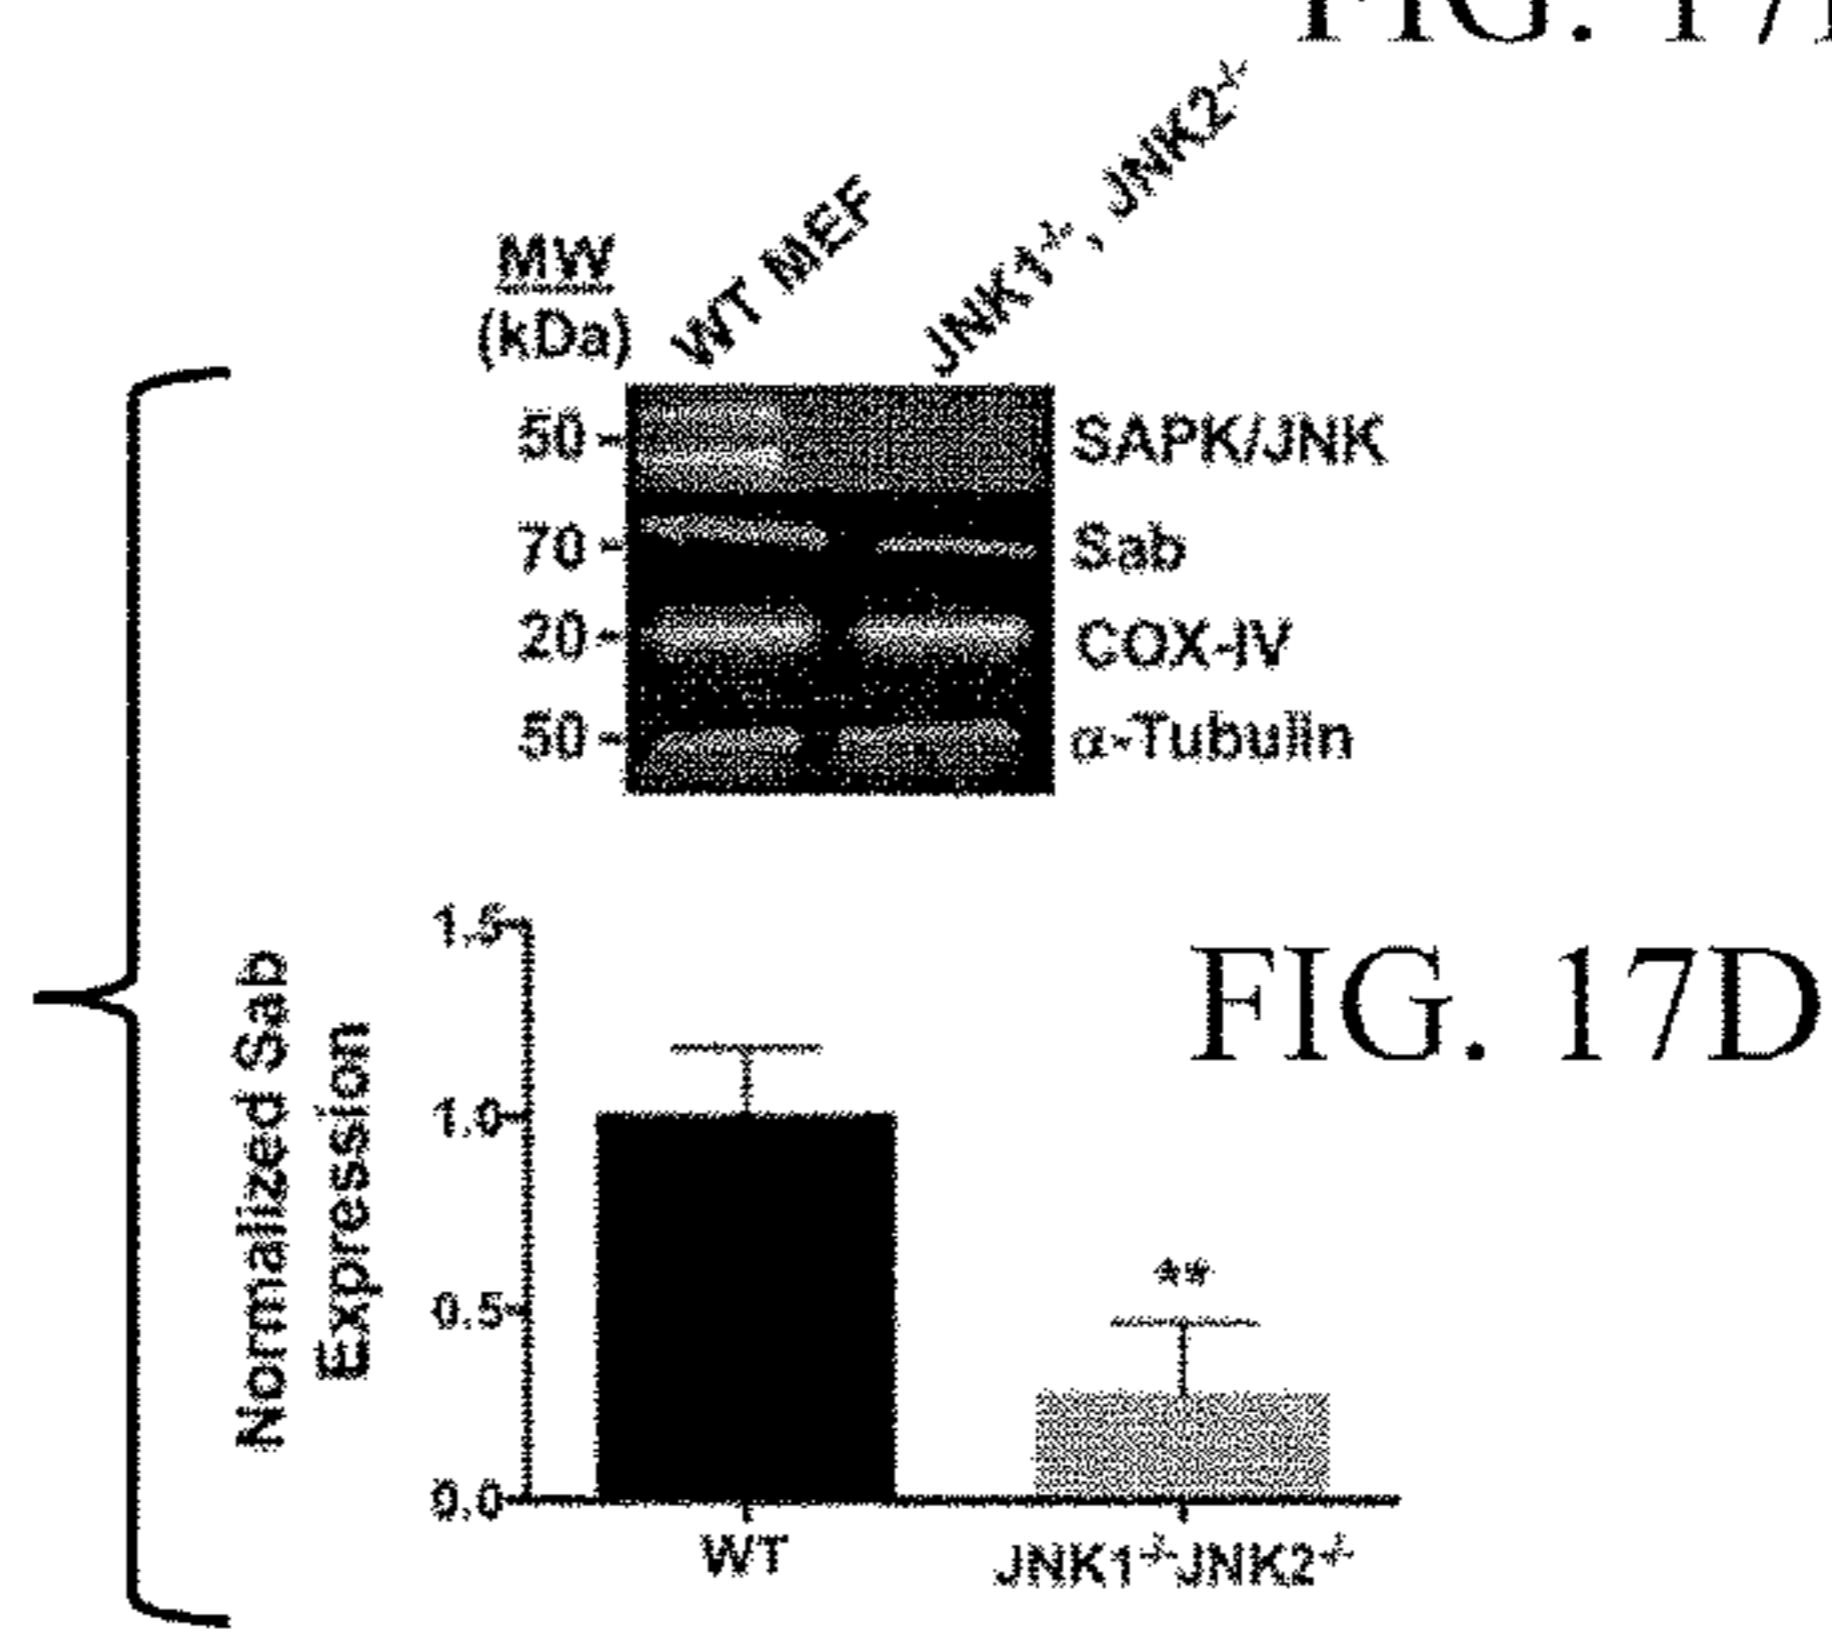 FIG. 17
MW
(kDa)
WT MEF
JNK1-/-, JNK2-/-
50
SAPK/JNK
70
Sab
20
COX-IV
50
α-Tubulin
FIG. 17D
Normalized Sab
Expression
1.5
1.0
0.5
0.0
**
WT
JNK1-/-JNK2-/-